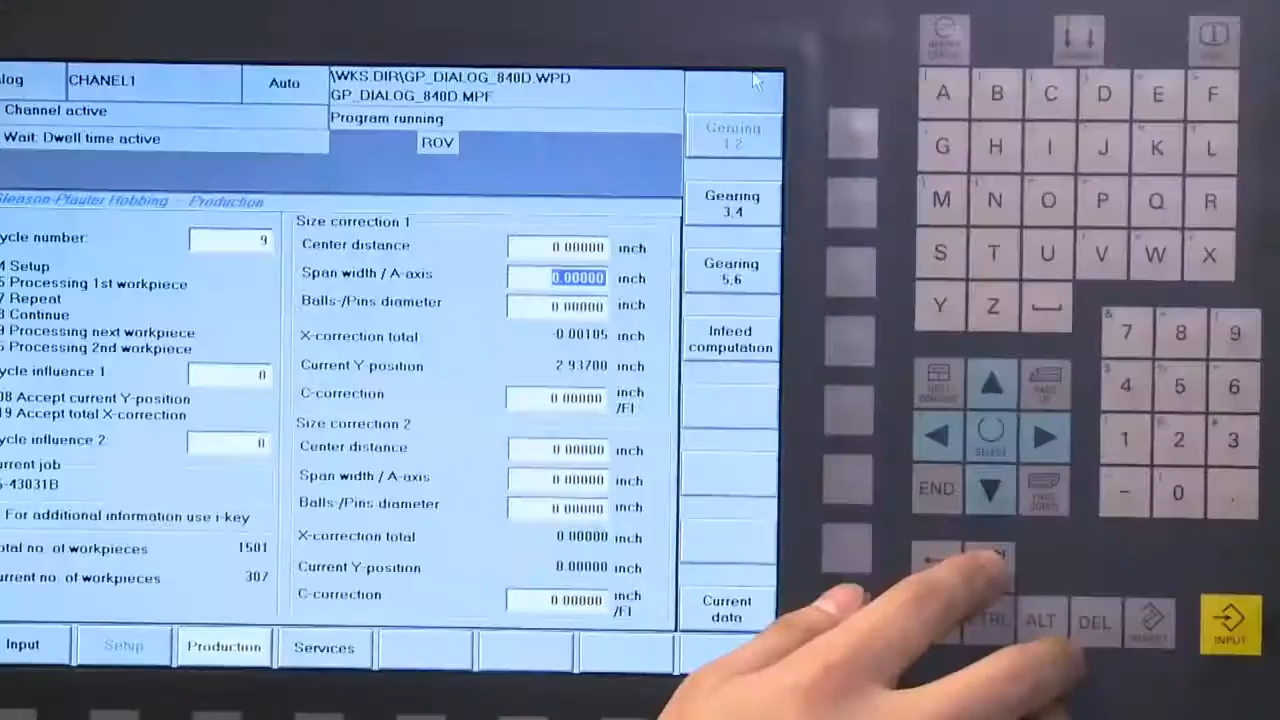 log
CHANEL1
Auto
\WKS.DIR\GP_DIALOG_840D.WPD
GP_DIALOG_840D.MPF
Channel active
Program running
Wait: Dwell time active
ROV
Gleason-Pfauter Hobbing - Production
ycle number: 9
4 Setup
5 Processing 1st workpiece
7 Repeat
8 Continue
9 Processing next workpiece
5 Processing 2nd workpiece
ycle influence 1 0
08 Accept current Y-position
19 Accept total X-correction
ycle influence 2: 0
urrent job
-43031B
For additional information use i-key
otal no. of workpieces 1501
urrent no. of workpieces 307
Size correction 1
Center distance 0.00000 inch
Span width / A-axis 0.00000 inch
Balls-/Pins diameter 0.00000 inch
X-correction total -0.00105 inch
Current Y-position 2.93700 inch
C-correction 0.00000 inch
/FI
Size correction 2
Center distance 0.00000 inch
Span width / A-axis 0.00000 inch
Balls-/Pins diameter 0.00000 inch
X-correction total 0.00000 inch
Current Y-position 0.00000 inch
C-correction 0.00000 inch
/FI
Gearing
1,2
Gearing
3,4
Gearing
5,6
Infeed
computation
Current
data
Input
Setup
Production
Services
A B C D E F
G H I J K L
M N O P Q R
S T U V W X
Y Z
7 8 9
4 5 6
1 2 3
- 0 .
SELECT
END
PAGE
DOWN
CTRL
ALT
DEL
INSERT
INPUT